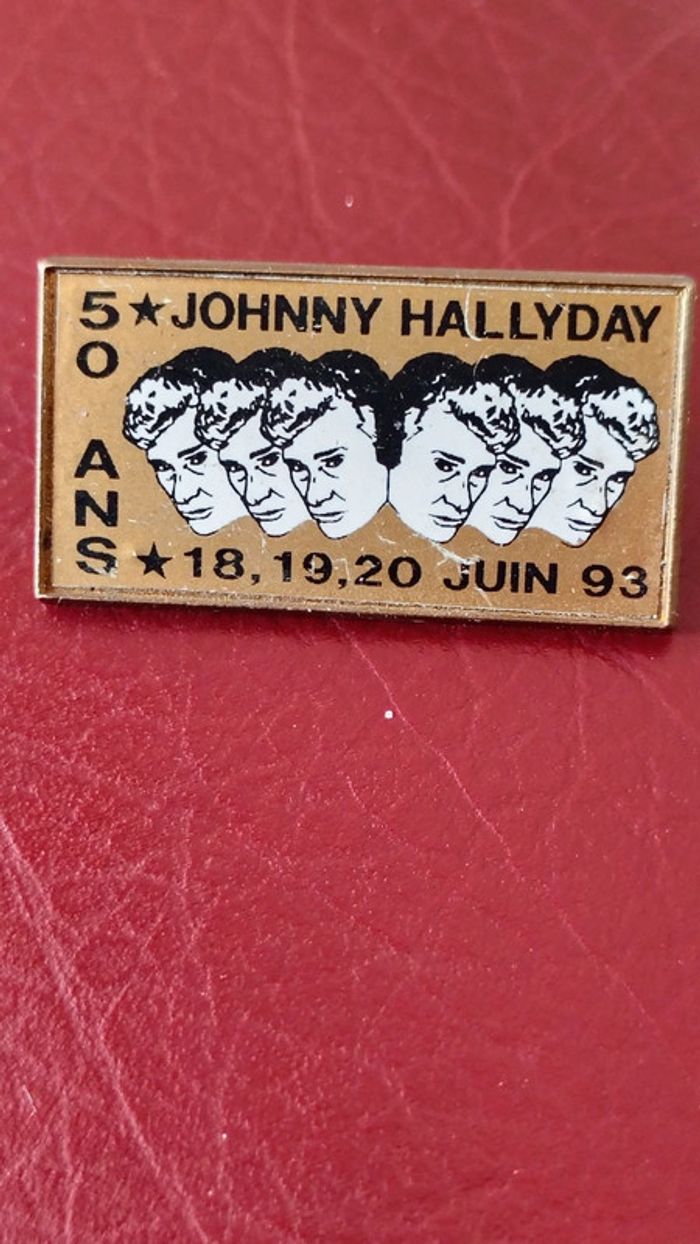 50 ANS
★ JOHNNY HALLYDAY
★ 18, 19, 20 JUIN 93